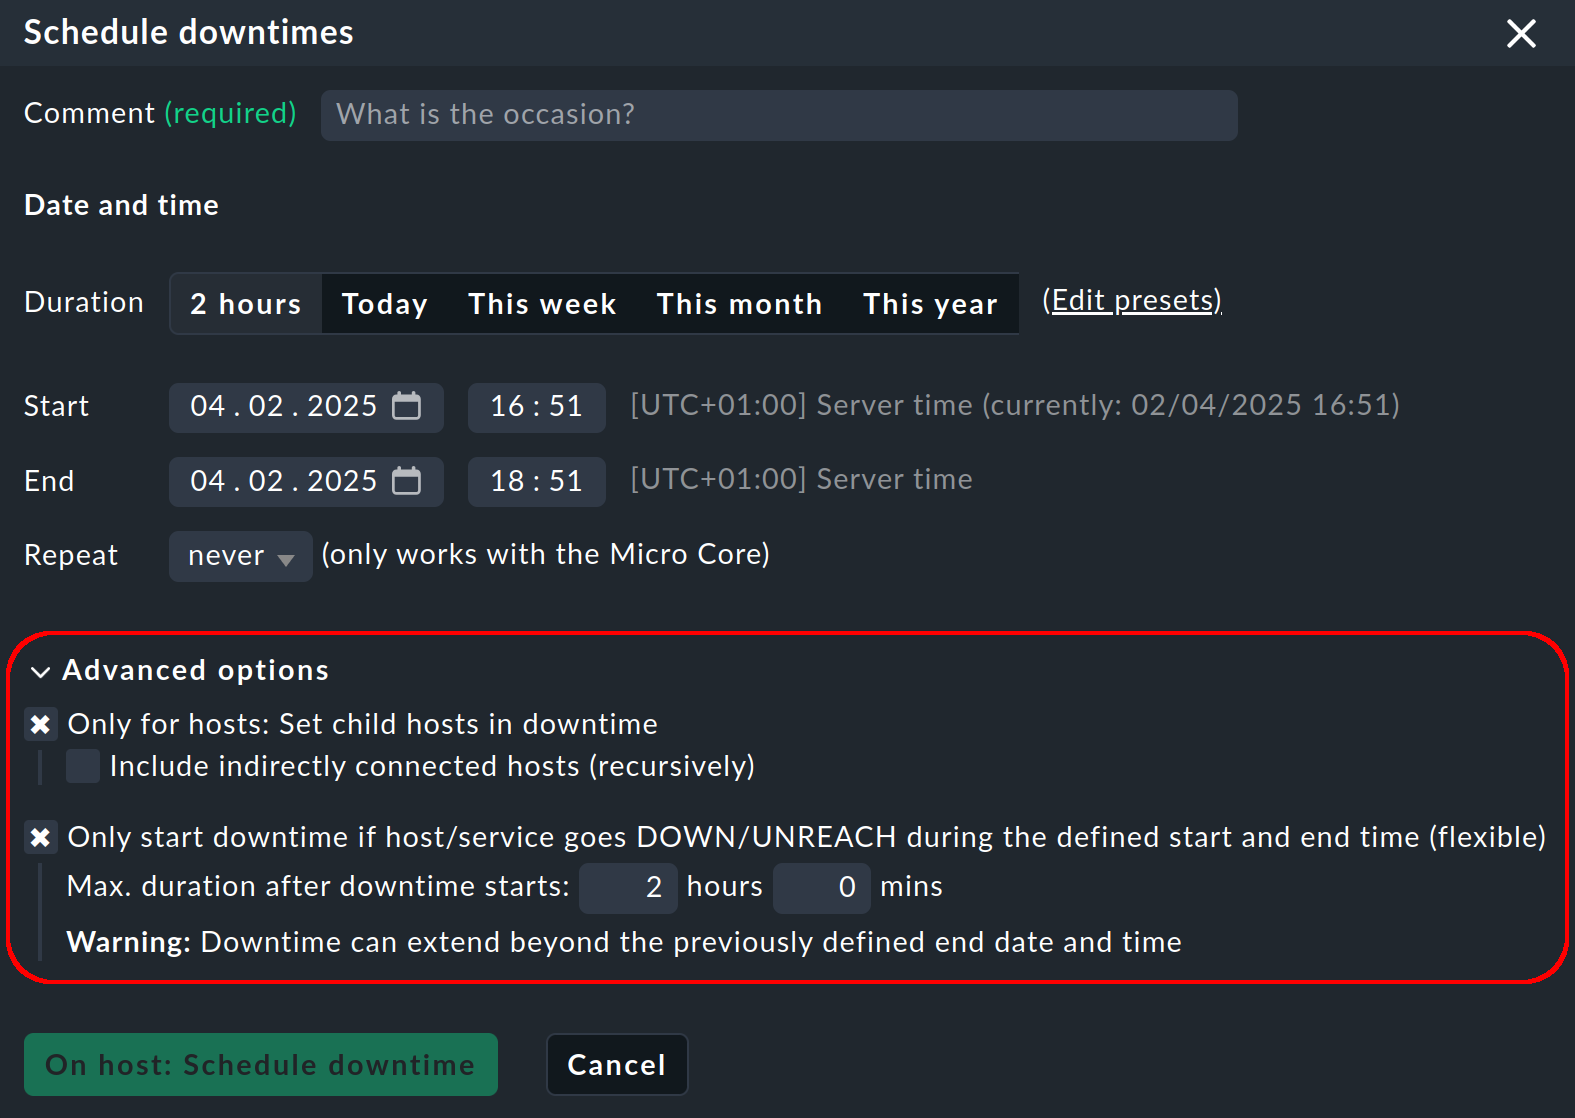 Schedule downtimes
Comment (required) What is the occasion?
Date and time
Duration 2 hours Today This week This month This year (Edit presets)
Start 04.02.2025 16:51 [UTC+01:00] Server time (currently: 02/04/2025 16:51)
End 04.02.2025 18:51 [UTC+01:00] Server time
Repeat never (only works with the Micro Core)
Advanced options
Only for hosts: Set child hosts in downtime
Include indirectly connected hosts (recursively)
Only start downtime if host/service goes DOWN/UNREACH during the defined start and end time (flexible)
Max. duration after downtime starts: 2 hours 0 mins
Warning: Downtime can extend beyond the previously defined end date and time
On host: Schedule downtime Cancel